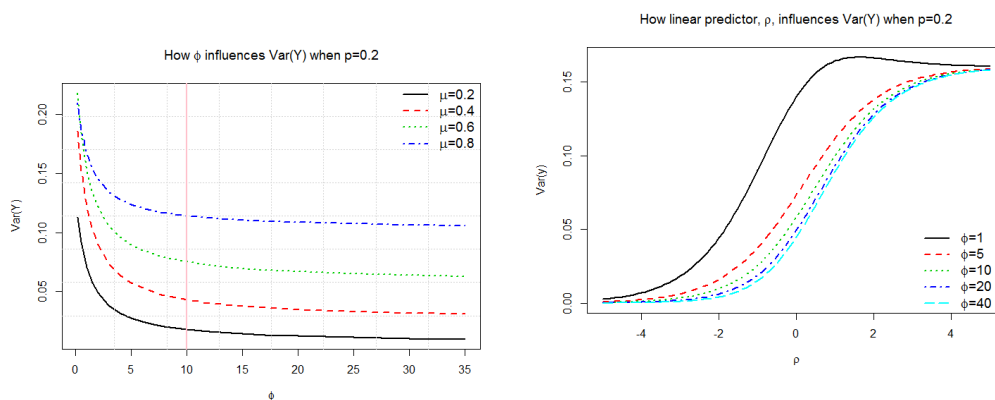 How ϕ influences Var(Y) when p=0.2
Var(Y)
0.20
0.15
0.10
0.05
μ=0.2
μ=0.4
μ=0.6
μ=0.8
0 5 10 15 20 25 30 35
ϕ
How linear predictor, ρ, influences Var(Y) when p=0.2
Var(y)
0.15
0.10
0.05
0.00
ϕ=1
ϕ=5
ϕ=10
ϕ=20
ϕ=40
-4 -2 0 2 4
ρ